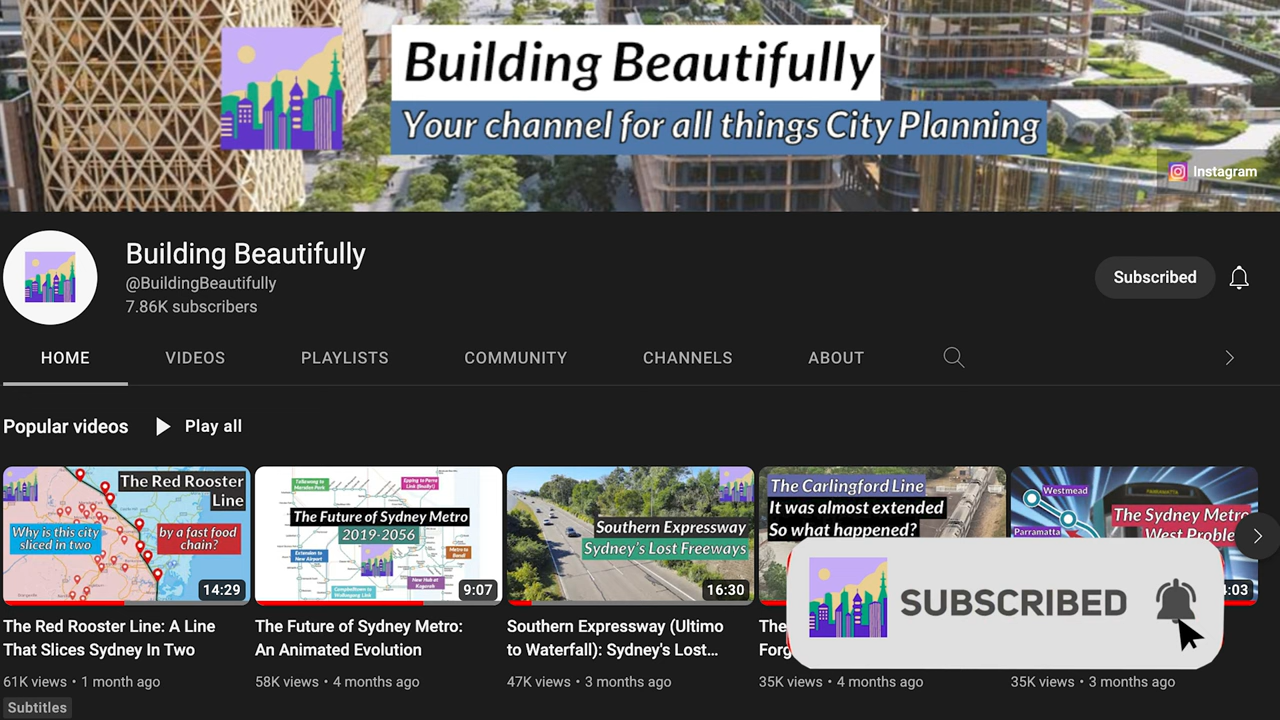 Building Beautifully
Your channel for all things City Planning
Instagram
Building Beautifully
@BuildingBeautifully
7.86K subscribers
Subscribed
HOME
VIDEOS
PLAYLISTS
COMMUNITY
CHANNELS
ABOUT
Popular videos
Play all
The Red Rooster
Line
Why is this city
sliced in two
by a fast food
chain?
14:29
The Future of Sydney Metro
2019-2056
9:07
Southern Expressway
Sydney's Lost Freeways
16:30
The Carlingford Line
It was almost extended
So what happened?
Westmead
Parramatta
The Sydney Metro
West Proble
:03
The Red Rooster Line: A Line
That Slices Sydney In Two
61K views • 1 month ago
Subtitles
The Future of Sydney Metro:
An Animated Evolution
58K views • 4 months ago
Southern Expressway (Ultimo
to Waterfall): Sydney's Lost...
47K views • 3 months ago
The
Forg
35K views • 4 months ago
35K views • 3 months ago
SUBSCRIBED